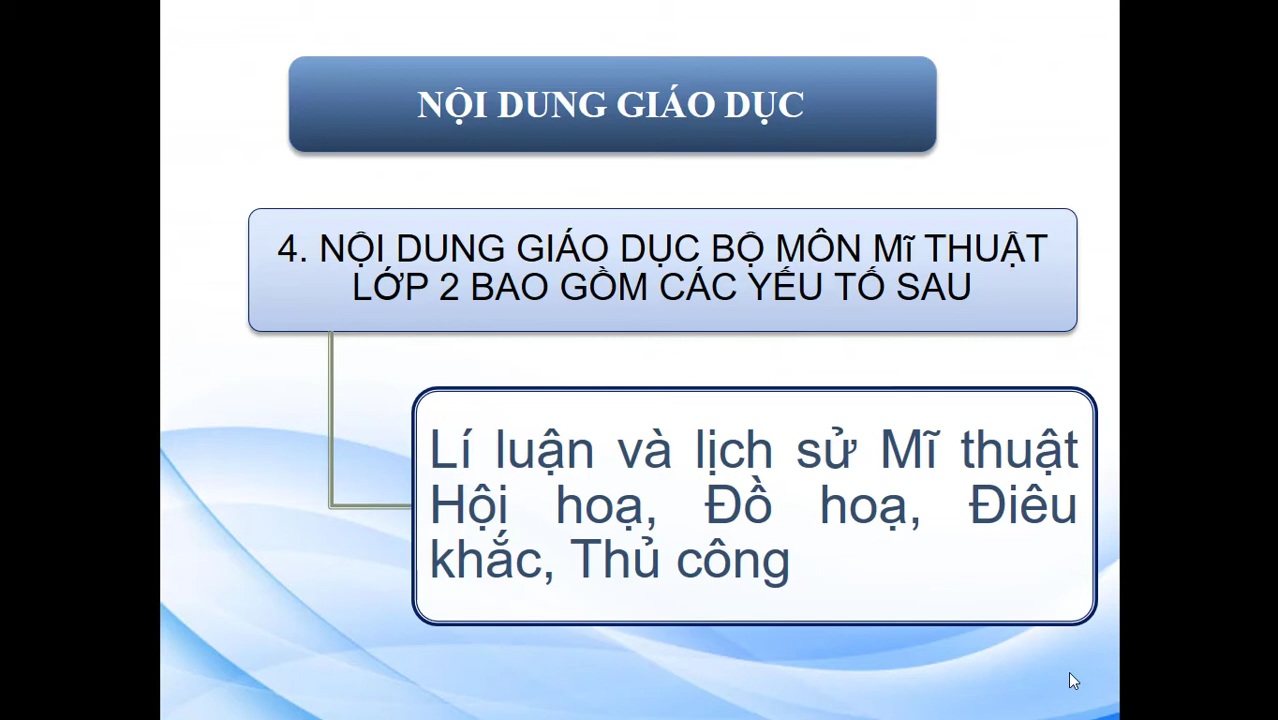 NỘI DUNG GIÁO DỤC
4. NỘI DUNG GIÁO DỤC BỘ MÔN Mĩ THUẬT
LỚP 2 BAO GỒM CÁC YẾU TỐ SAU
Lí luận và lịch sử Mĩ thuật
Hội hoạ, Đồ hoạ, Điêu
khắc, Thủ công